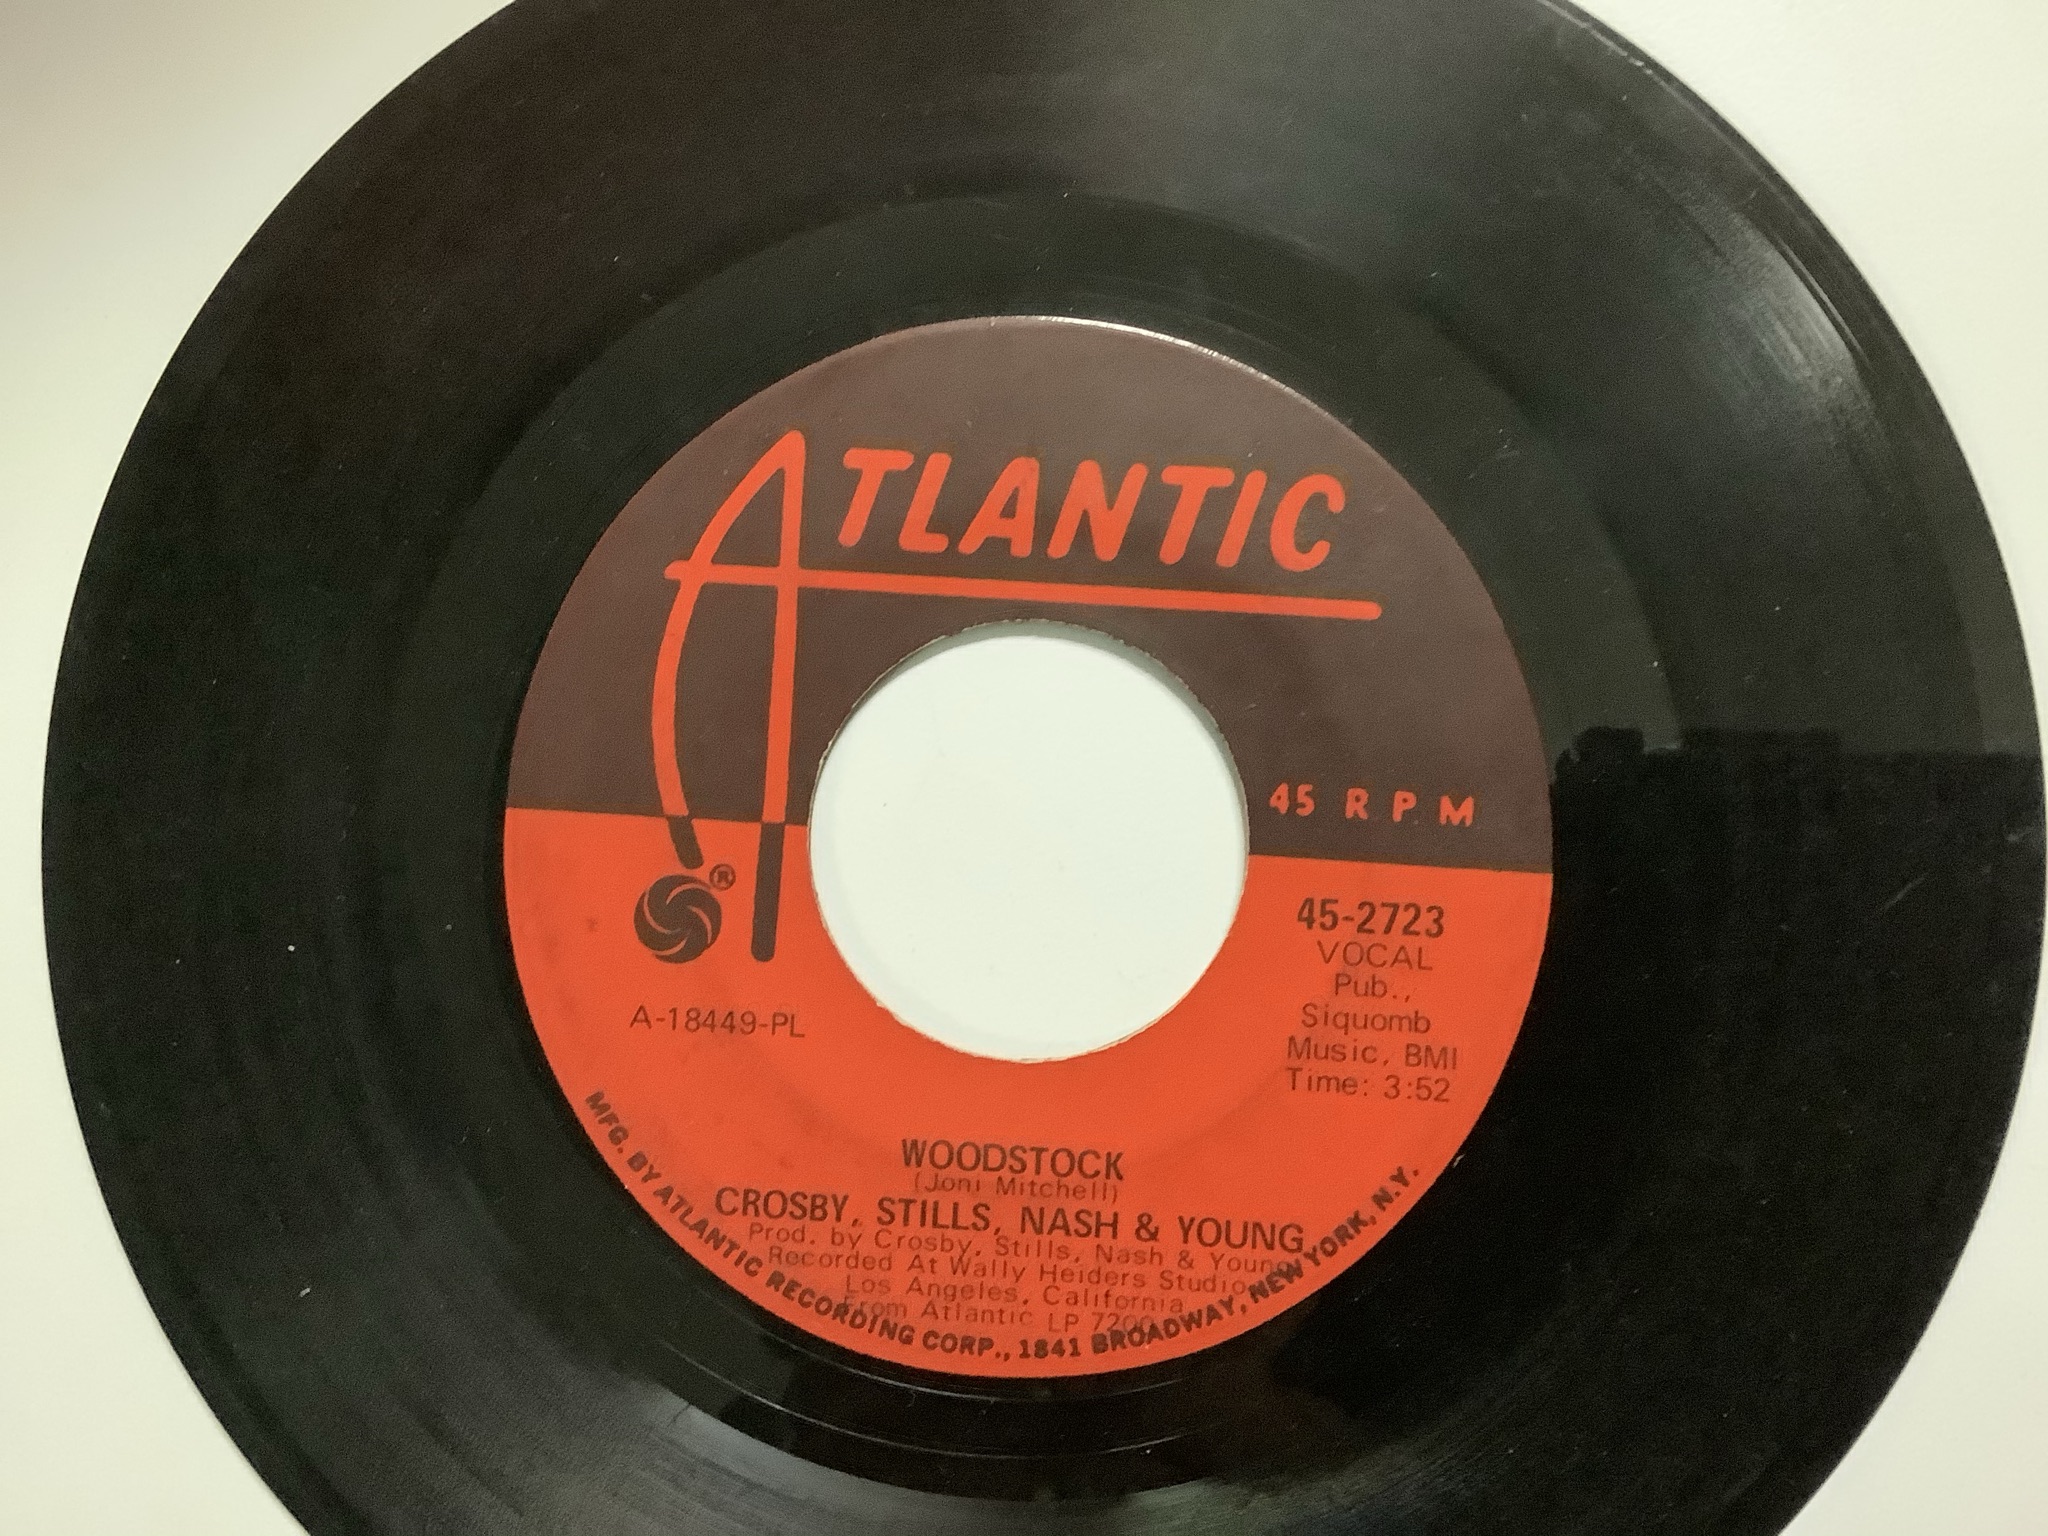 ATLANTIC
45 RPM
®
45-2723
VOCAL
Pub.,
Siquomb
Music, BMI
Time: 3:52
A-18449-PL
WOODSTOCK
(Joni Mitchell)
CROSBY, STILLS, NASH & YOUNG
Prod. by Crosby, Stills, Nash & Young
Recorded At Wally Heiders Studio
Los Angeles, California
From Atlantic LP 7200
MFG. BY ATLANTIC RECORDING CORP., 1841 BROADWAY, NEW YORK, N.Y.